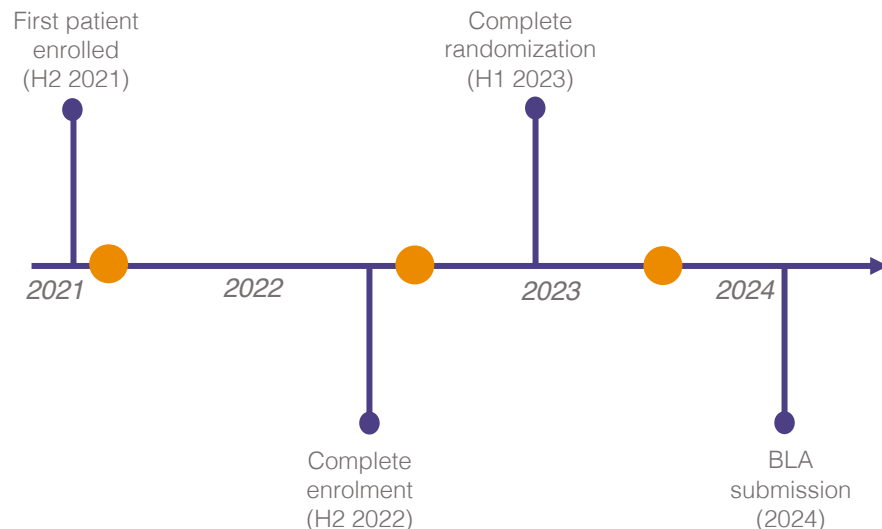 First patient
enrolled
(H2 2021)
Complete
randomization
(H1 2023)
2021
2022
2023
2024
Complete
enrolment
(H2 2022)
BLA
submission
(2024)